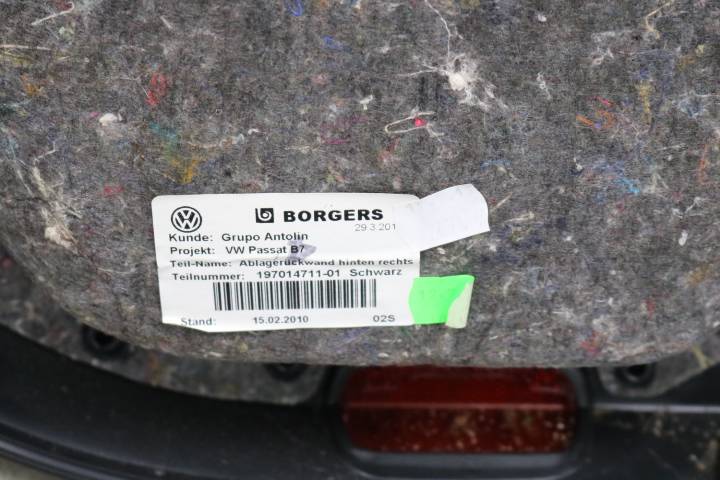 BORGERS
29.3.201
Kunde: Grupo Antolin
Projekt: VW Passat B7
Teil-Name: Ablagerückwand hinten rechts
Teilnummer: 197014711-01 Schwarz
Stand: 15.02.2010 02S